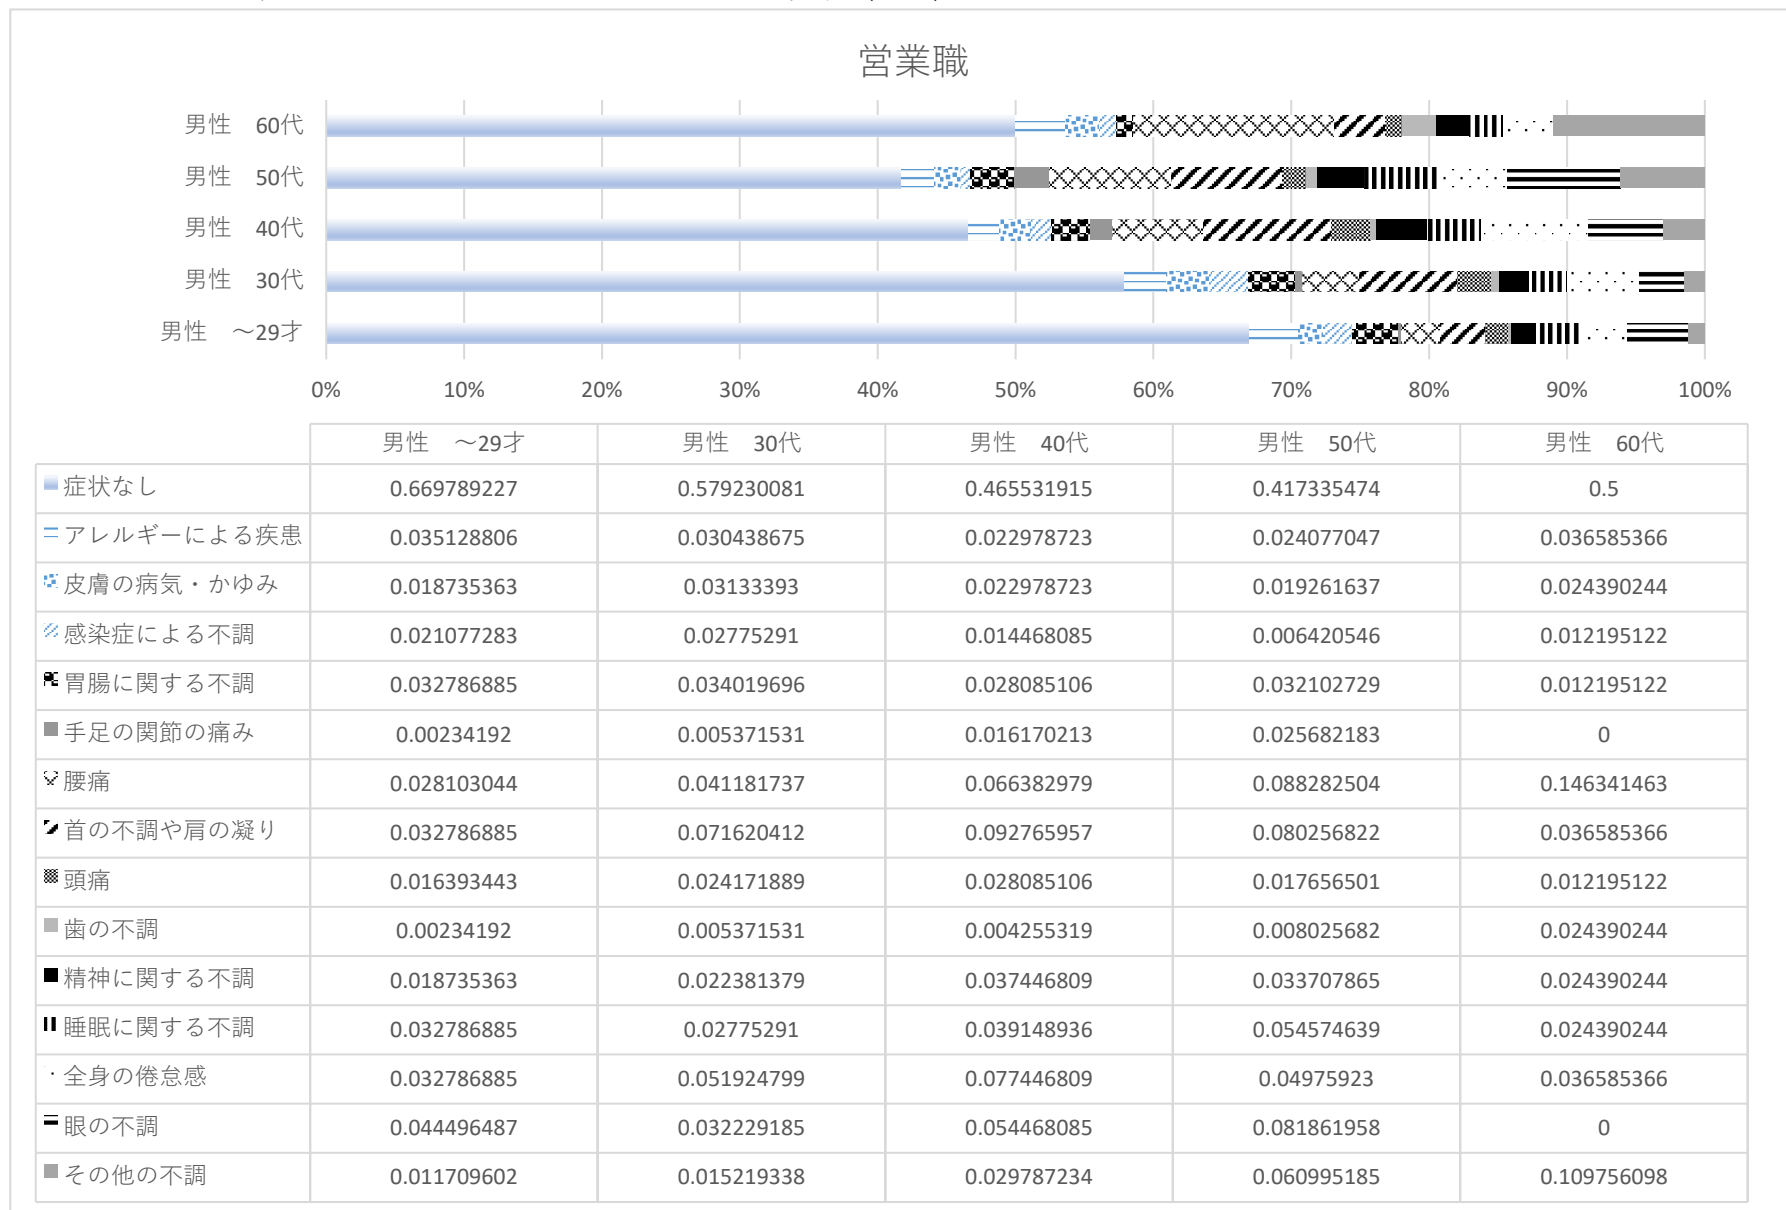 営業職
男性　60代
男性　50代
男性　40代
男性　30代
男性　～29才
0% 10% 20% 30% 40% 50% 60% 70% 80% 90% 100%
男性　～29才 男性　30代 男性　40代 男性　50代 男性　60代
症状なし 0.669789227 0.579230081 0.465531915 0.417335474 0.5
アレルギーによる疾患 0.035128806 0.030438675 0.022978723 0.024077047 0.036585366
皮膚の病気・かゆみ 0.018735363 0.03133393 0.022978723 0.019261637 0.024390244
感染症による不調 0.021077283 0.02775291 0.014468085 0.006420546 0.012195122
胃腸に関する不調 0.032786885 0.034019696 0.028085106 0.032102729 0.012195122
手足の関節の痛み 0.00234192 0.005371531 0.016170213 0.025682183 0
腰痛 0.028103044 0.041181737 0.066382979 0.088282504 0.146341463
首の不調や肩の凝り 0.032786885 0.071620412 0.092765957 0.080256822 0.036585366
頭痛 0.016393443 0.024171889 0.028085106 0.017656501 0.012195122
歯の不調 0.00234192 0.005371531 0.004255319 0.008025682 0.024390244
精神に関する不調 0.018735363 0.022381379 0.037446809 0.033707865 0.024390244
睡眠に関する不調 0.032786885 0.02775291 0.039148936 0.054574639 0.024390244
全身の倦怠感 0.032786885 0.051924799 0.077446809 0.04975923 0.036585366
眼の不調 0.044496487 0.032229185 0.054468085 0.081861958 0
その他の不調 0.011709602 0.015219338 0.029787234 0.060995185 0.109756098